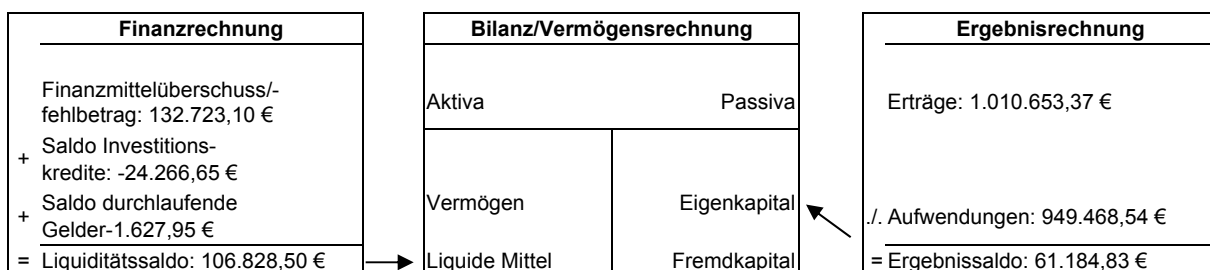 Finanzrechnung
Finanzmittelüberschuss/-
fehlbetrag: 132.723,10 €
+ Saldo Investitions-
kredite: -24.266,65 €
+ Saldo durchlaufende
Gelder-1.627,95 €
= Liquiditätssaldo: 106.828,50 €
Bilanz/Vermögensrechnung
Aktiva Passiva
Vermögen Eigenkapital
Liquide Mittel Fremdkapital
Ergebnisrechnung
Erträge: 1.010.653,37 €
./. Aufwendungen: 949.468,54 €
= Ergebnissaldo: 61.184,83 €